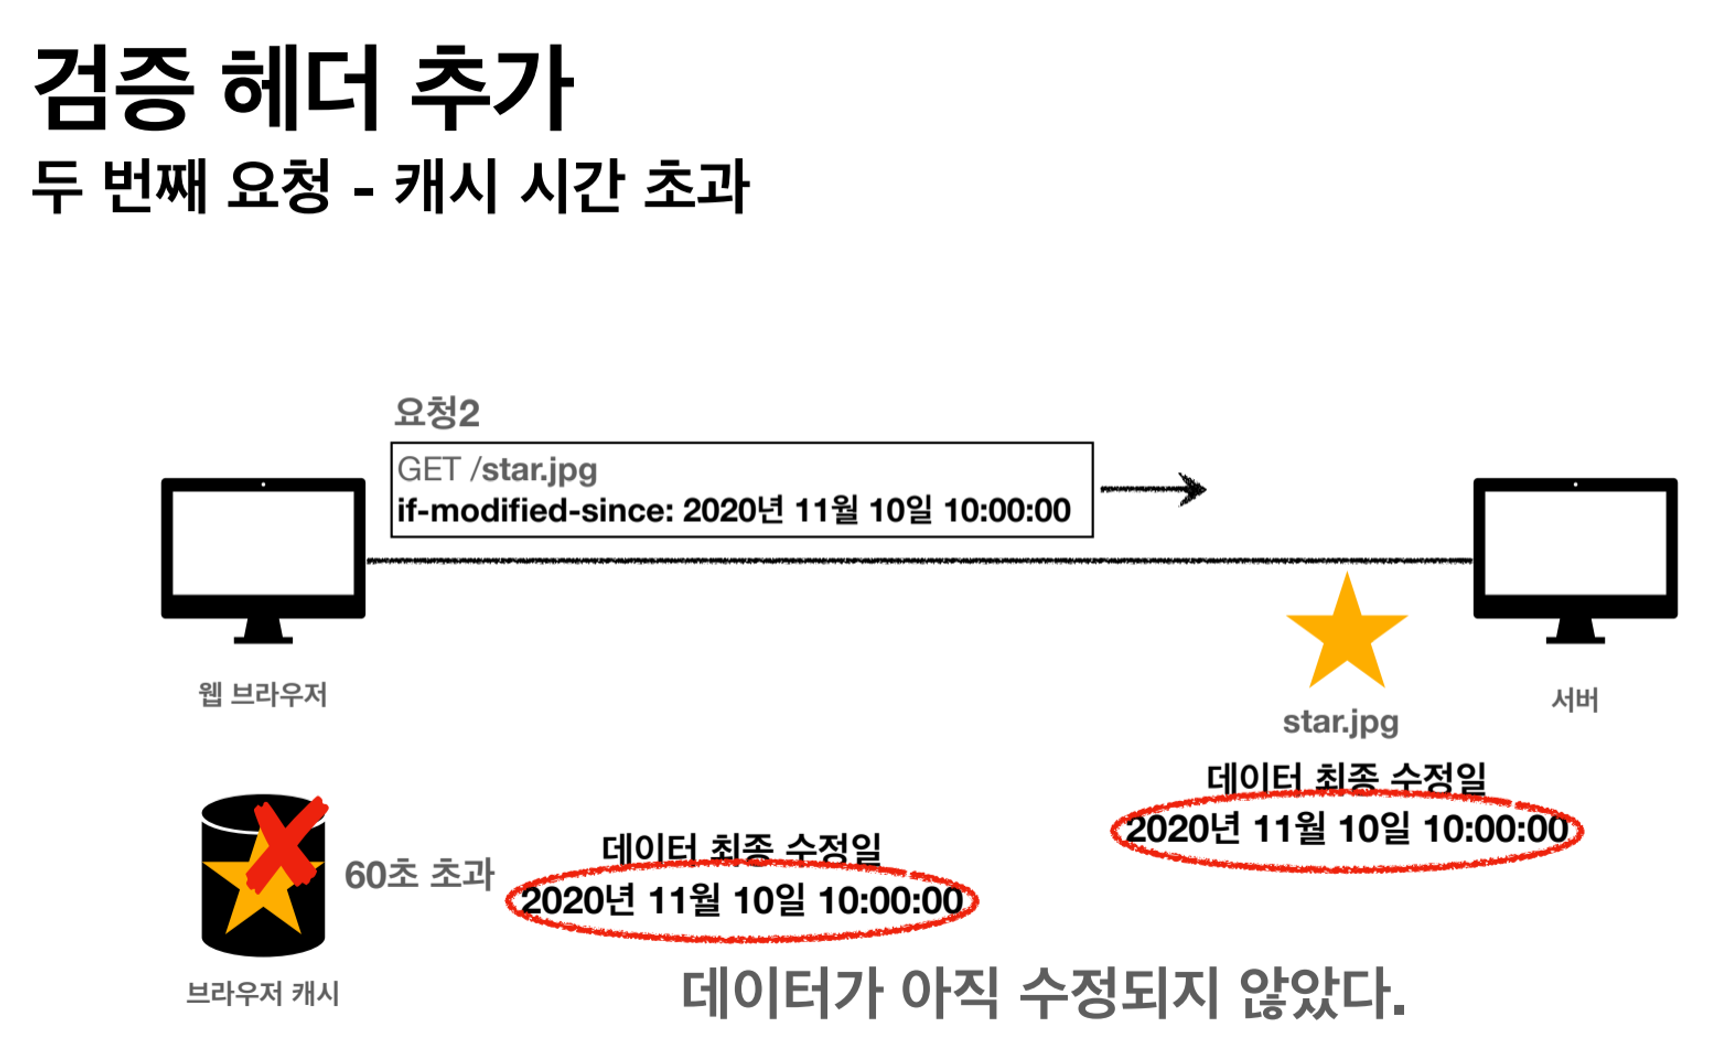 검증 헤더 추가
두 번째 요청 - 캐시 시간 초과
요청2
GET /star.jpg
if-modified-since: 2020년 11월 10일 10:00:00
웹 브라우저
서버
star.jpg
데이터 최종 수정일
2020년 11월 10일 10:00:00
60초 초과
데이터 최종 수정일
2020년 11월 10일 10:00:00
브라우저 캐시
데이터가 아직 수정되지 않았다.